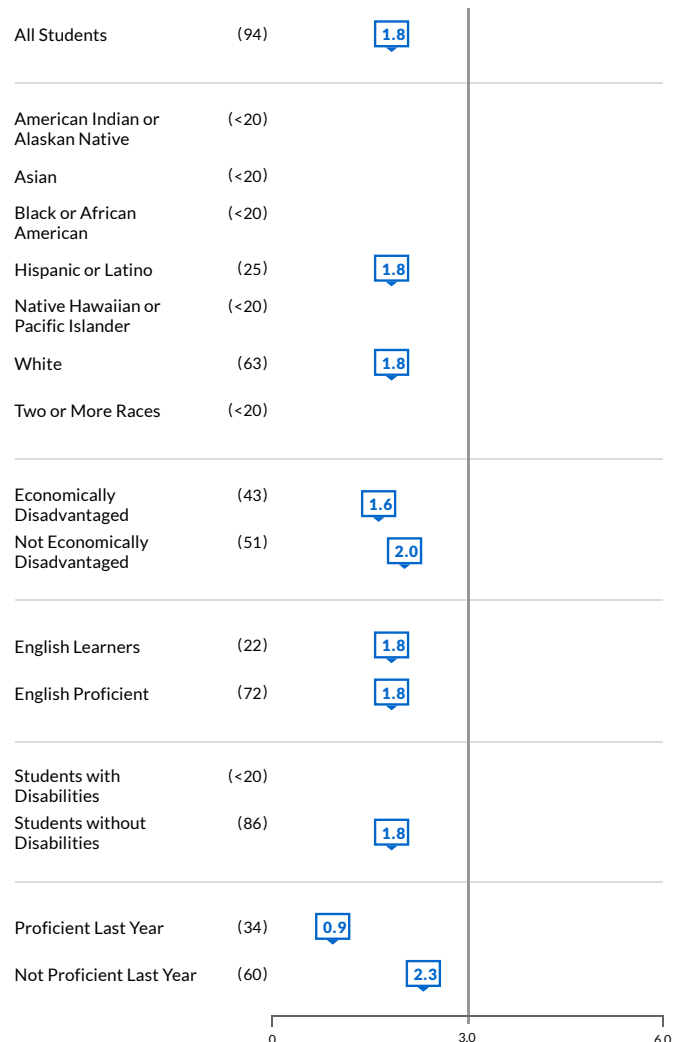 All Students (94) 1.8
American Indian or (<20)
Alaskan Native
Asian (<20)
Black or African (<20)
American
Hispanic or Latino (25) 1.8
Native Hawaiian or (<20)
Pacific Islander
White (63) 1.8
Two or More Races (<20)
Economically (43) 1.6
Disadvantaged
Not Economically (51) 2.0
Disadvantaged
English Learners (22) 1.8
English Proficient (72) 1.8
Students with (<20)
Disabilities
Students without (86) 1.8
Disabilities
Proficient Last Year (34) 0.9
Not Proficient Last Year (60) 2.3
0 3.0 6.0